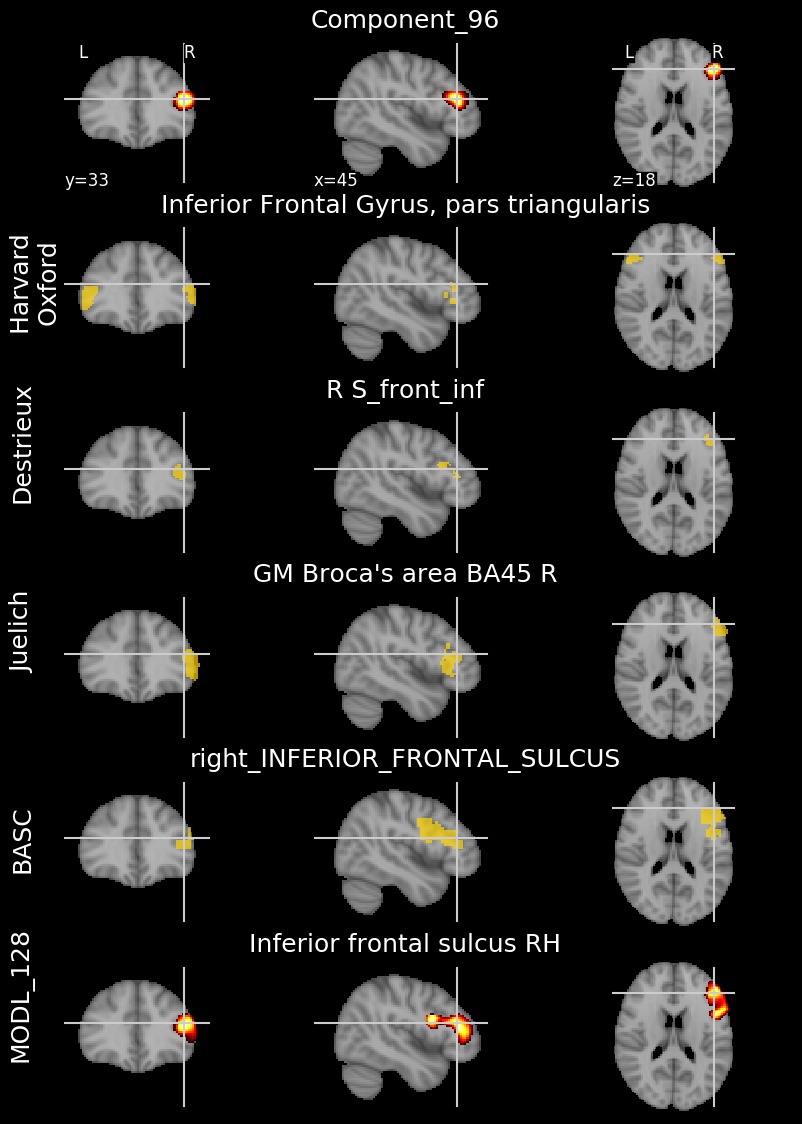 Component_96
L R
L R
y=33 x=45 z=18
Inferior Frontal Gyrus, pars triangularis
Harvard
Oxford
R S_front_inf
Destrieux
GM Broca's area BA45 R
Juelich
right_INFERIOR_FRONTAL_SULCUS
BASC
Inferior frontal sulcus RH
MODL_128